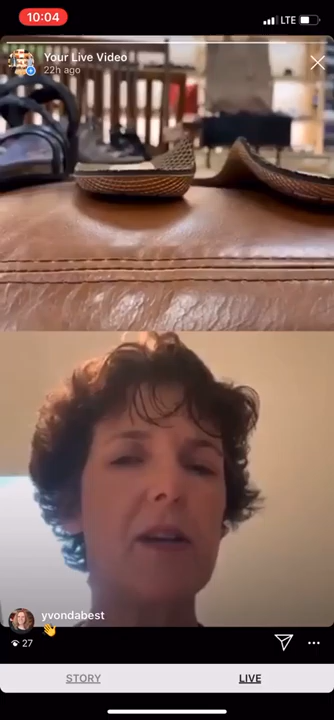 10:04
LTE
Your Live Video
22h ago
yvondabest
👋
27
STORY
LIVE